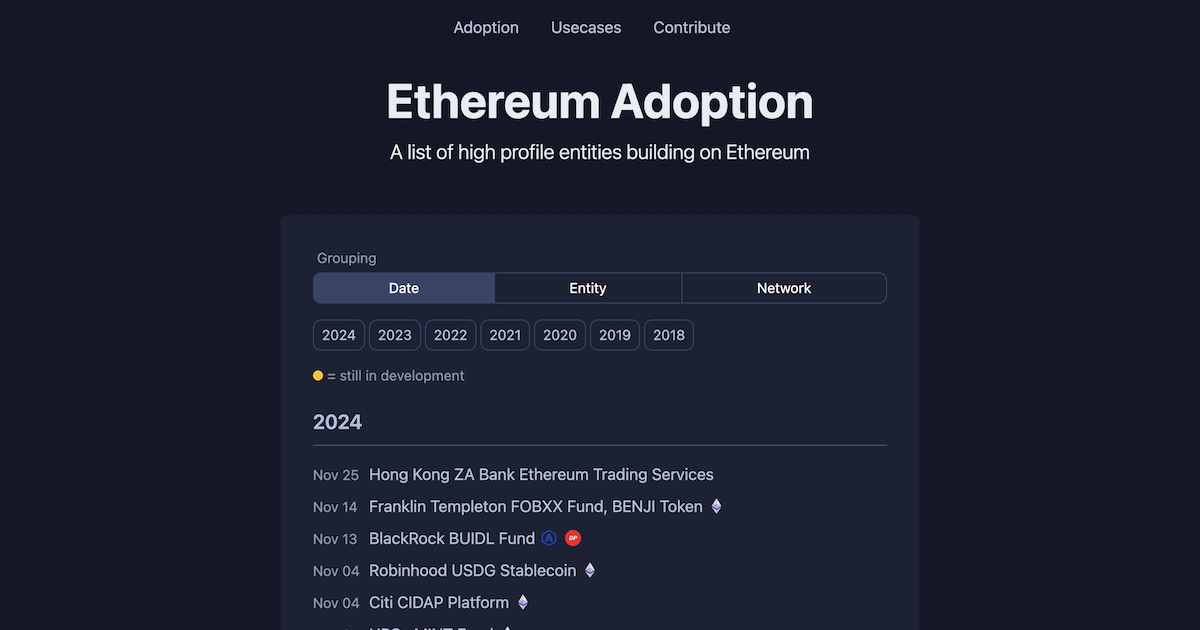 Adoption Usecases Contribute
Ethereum Adoption
A list of high profile entities building on Ethereum
Grouping
Date Entity Network
2024 2023 2022 2021 2020 2019 2018
= still in development
2024
Nov 25 Hong Kong ZA Bank Ethereum Trading Services
Nov 14 Franklin Templeton FOBXX Fund, BENJI Token
Nov 13 BlackRock BUIDL Fund A OP
Nov 04 Robinhood USDG Stablecoin
Nov 04 Citi CIDAP Platform